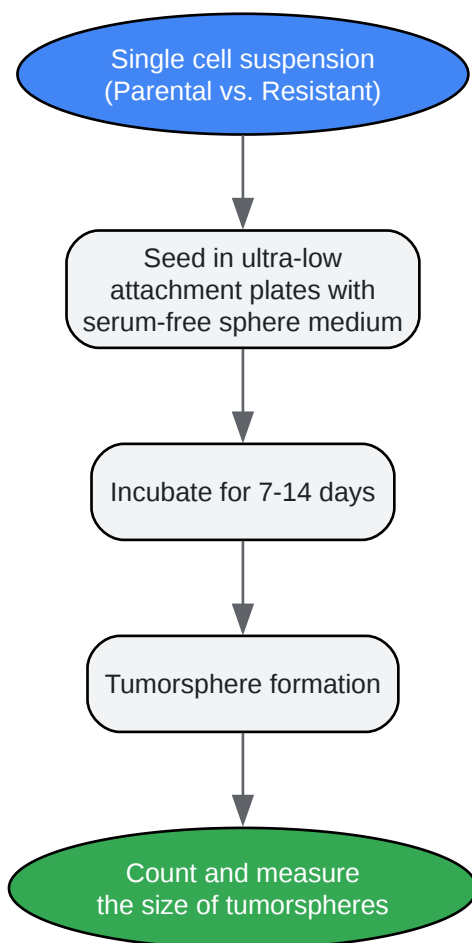 Single cell suspension
(Parental vs. Resistant)
Seed in ultra-low
attachment plates with
serum-free sphere medium
Incubate for 7-14 days
Tumorsphere formation
Count and measure
the size of tumorspheres